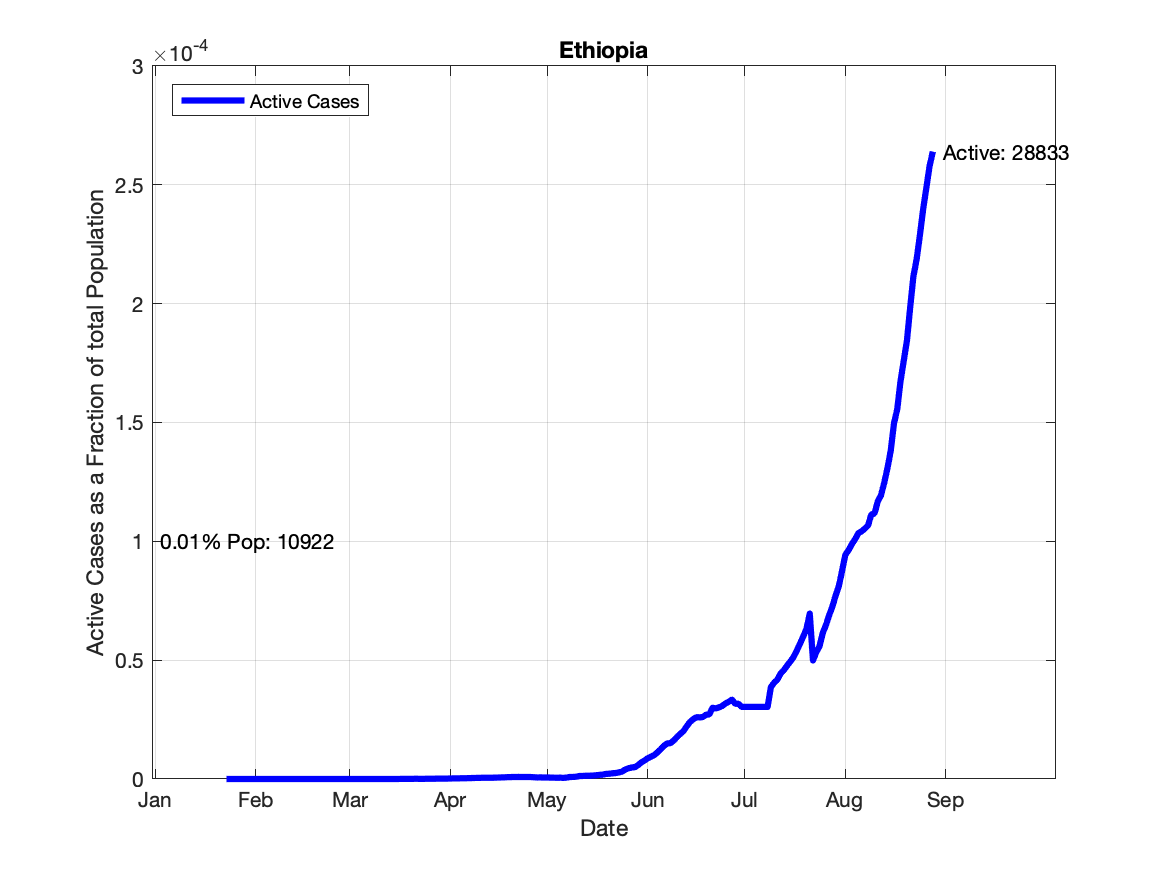 Ethiopia
×10-4
3
2.5
2
1.5
1
0.5
0
Active Cases
Active: 28833
0.01% Pop: 10922
Active Cases as a Fraction of total Population
Jan Feb Mar Apr May Jun Jul Aug Sep
Date